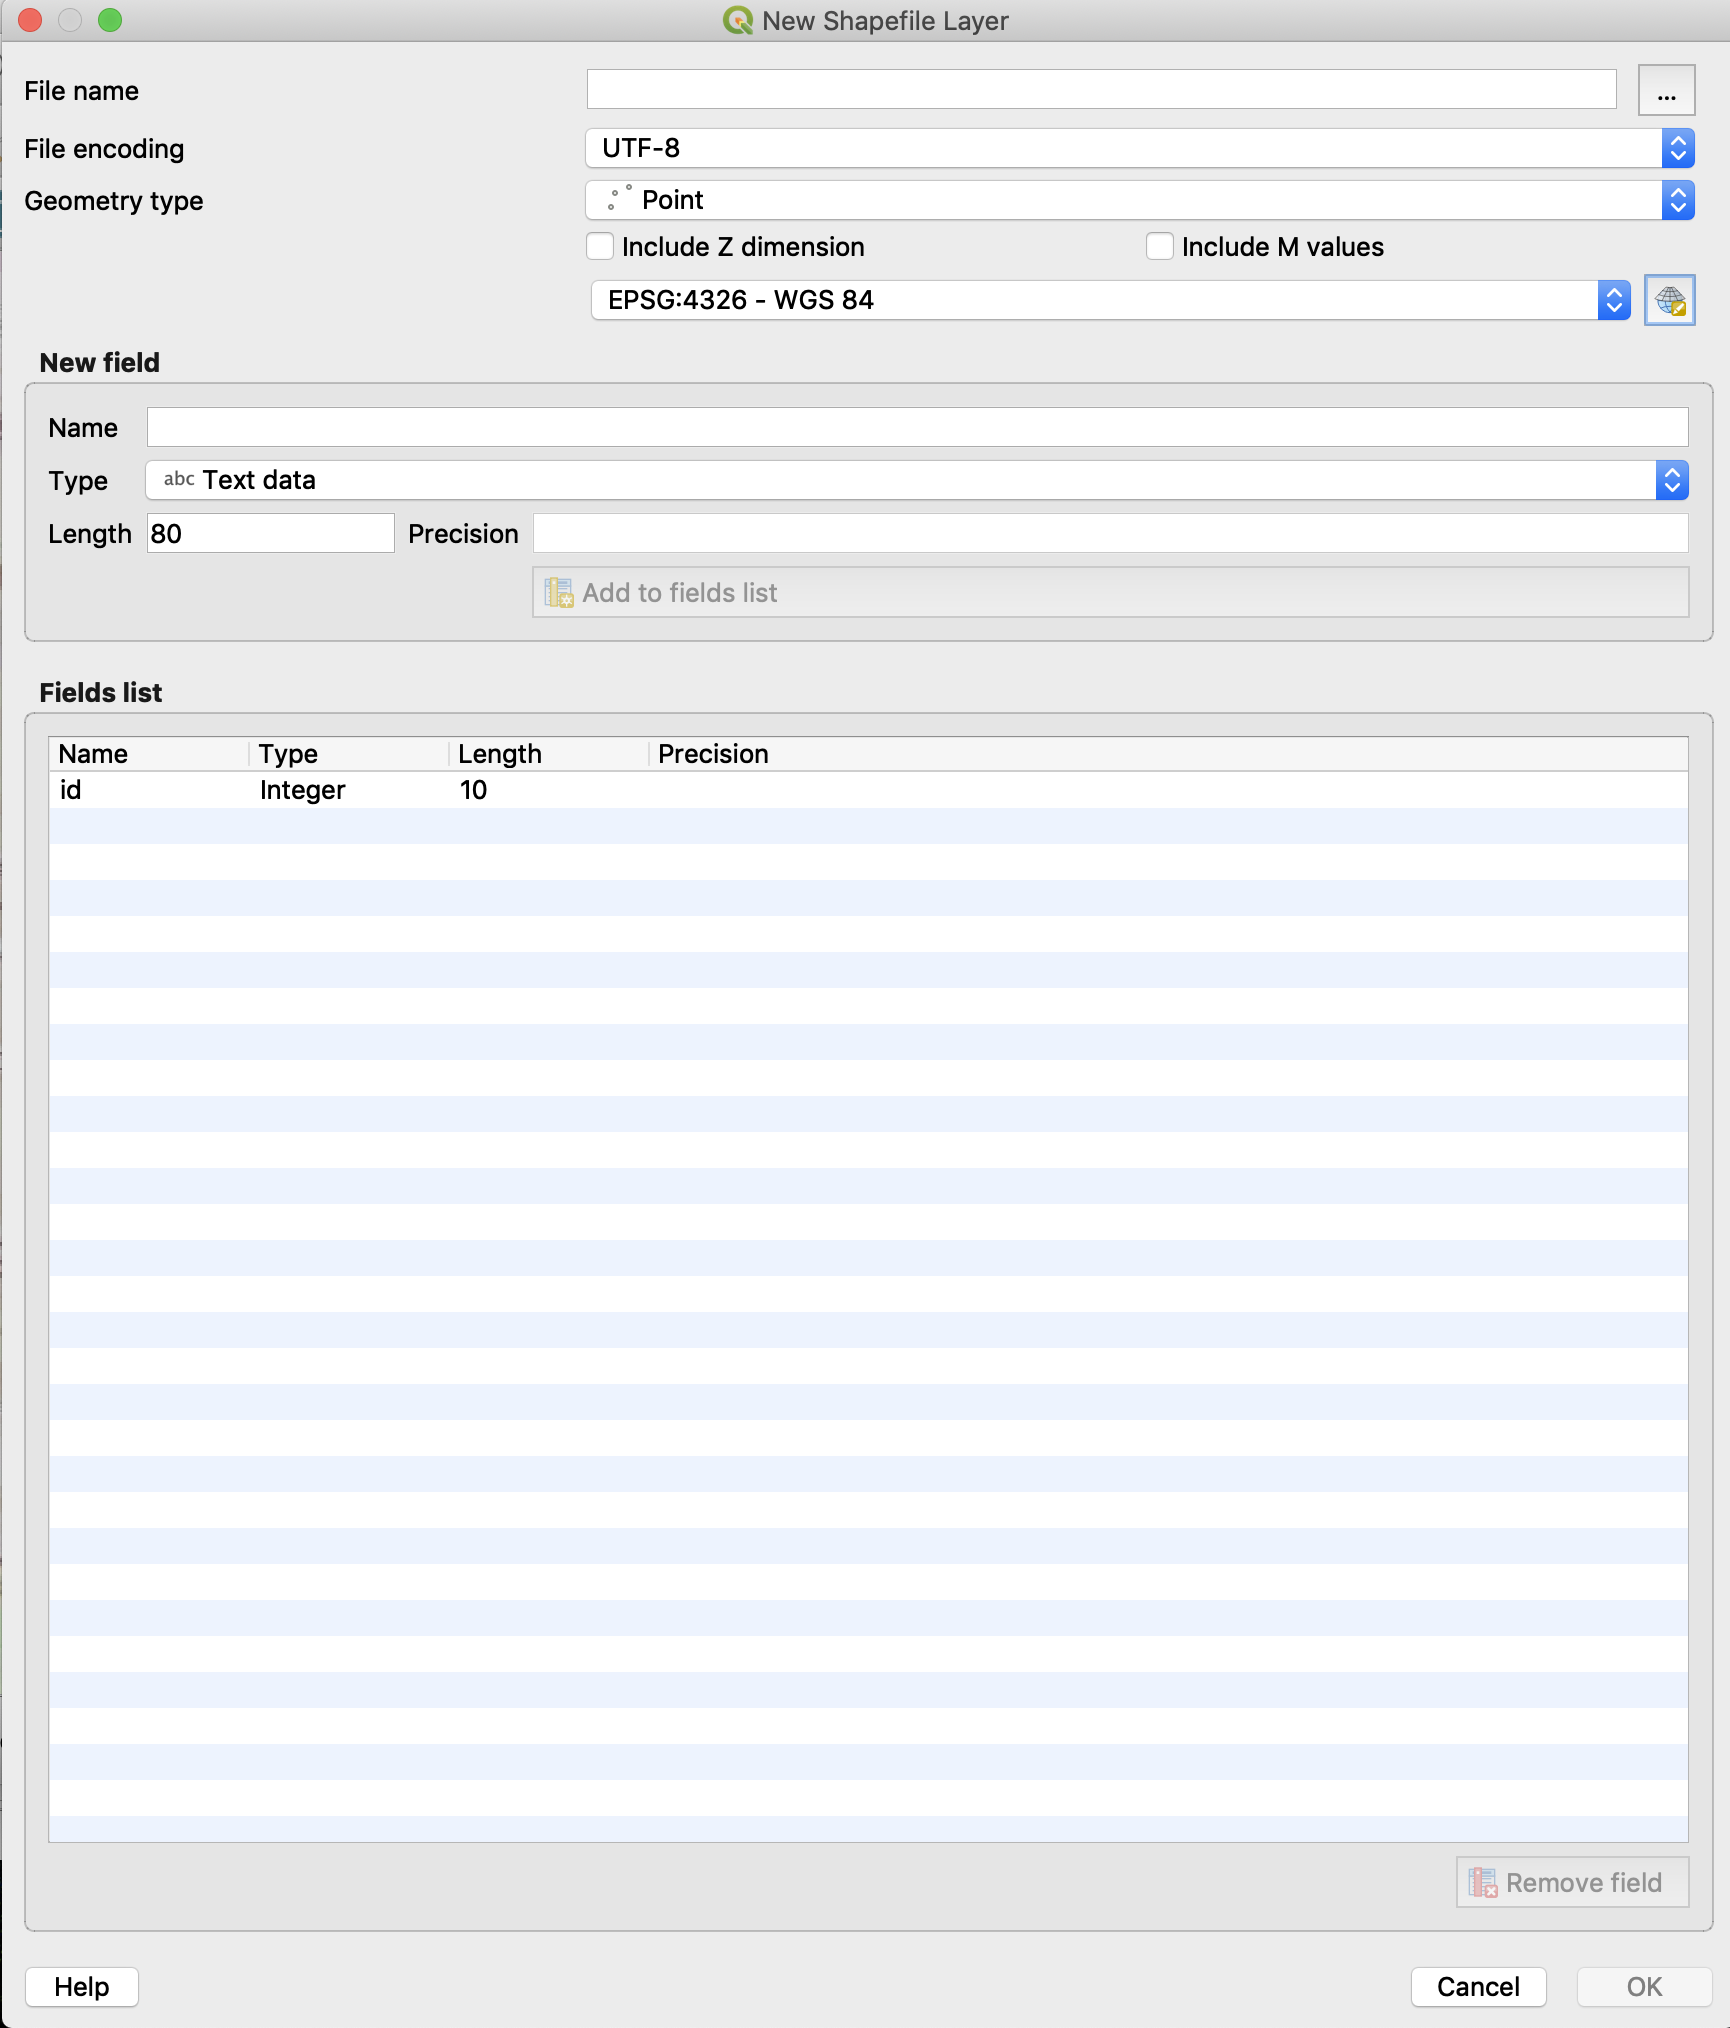 New Shapefile Layer
File name
...
File encoding
UTF-8
Geometry type
Point
Include Z dimension
Include M values
EPSG:4326 - WGS 84
New field
Name
Type
abc Text data
Length
80
Precision
Add to fields list
Fields list
Name Type Length Precision
id Integer 10
Remove field
Help
Cancel
OK